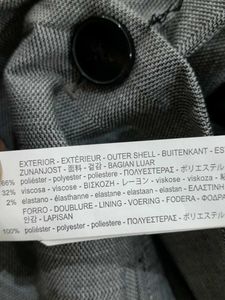 EXTERIOR - EXTÉRIEUR - OUTER SHELL - BUITENKANT - ES
ZUNANJOST - 面料 - 겉감 - BAGIAN LUAR
66% poliéster - polyester - poliestere - ΠΟΛΥΕΣΤΕΡΑΣ - ポリエステル
32% viscosa - viscose - ΒΙΣΚΟΖΗ - レーヨン - viskose - viskoza
2% elastano - élasthanne - elastane - elastaan - elastan - ΕΛΑΣΤΙΝΗ
FORRO - DOUBLURE - LINING - VOERING - FODERA - ΦΟΔΡΑ
안감 - LAPISAN
100% poliéster - polyester - poliestere - ΠΟΛΥΕΣΤΕΡΑΣ - ポリエステル